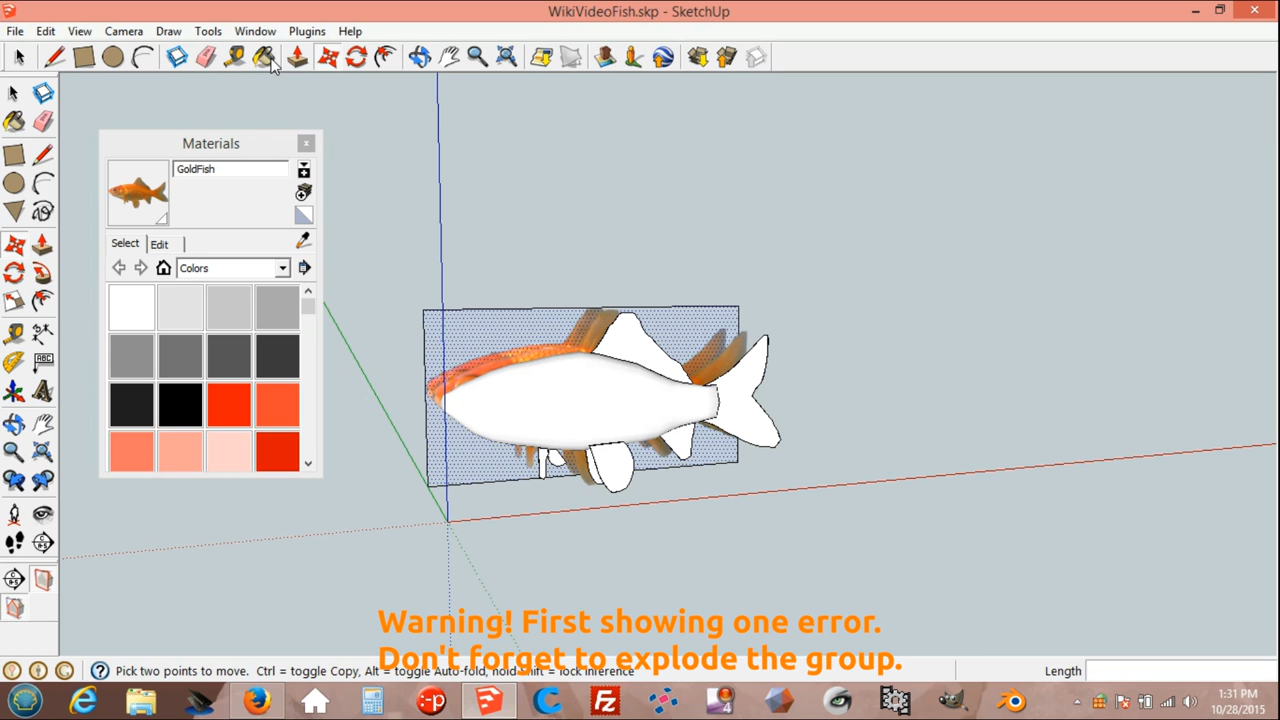 WikiVideoFish.skp - SketchUp
File Edit View Camera Draw Tools Window Plugins Help
Materials x
GoldFish
Select Edit
Colors
ABC
Warning! First showing one error.
Don't forget to explode the group.
Pick two points to move. Ctrl = toggle Copy, Alt = toggle Auto-fold, hold Shift = lock inference
Length
1:31 PM
10/28/2015